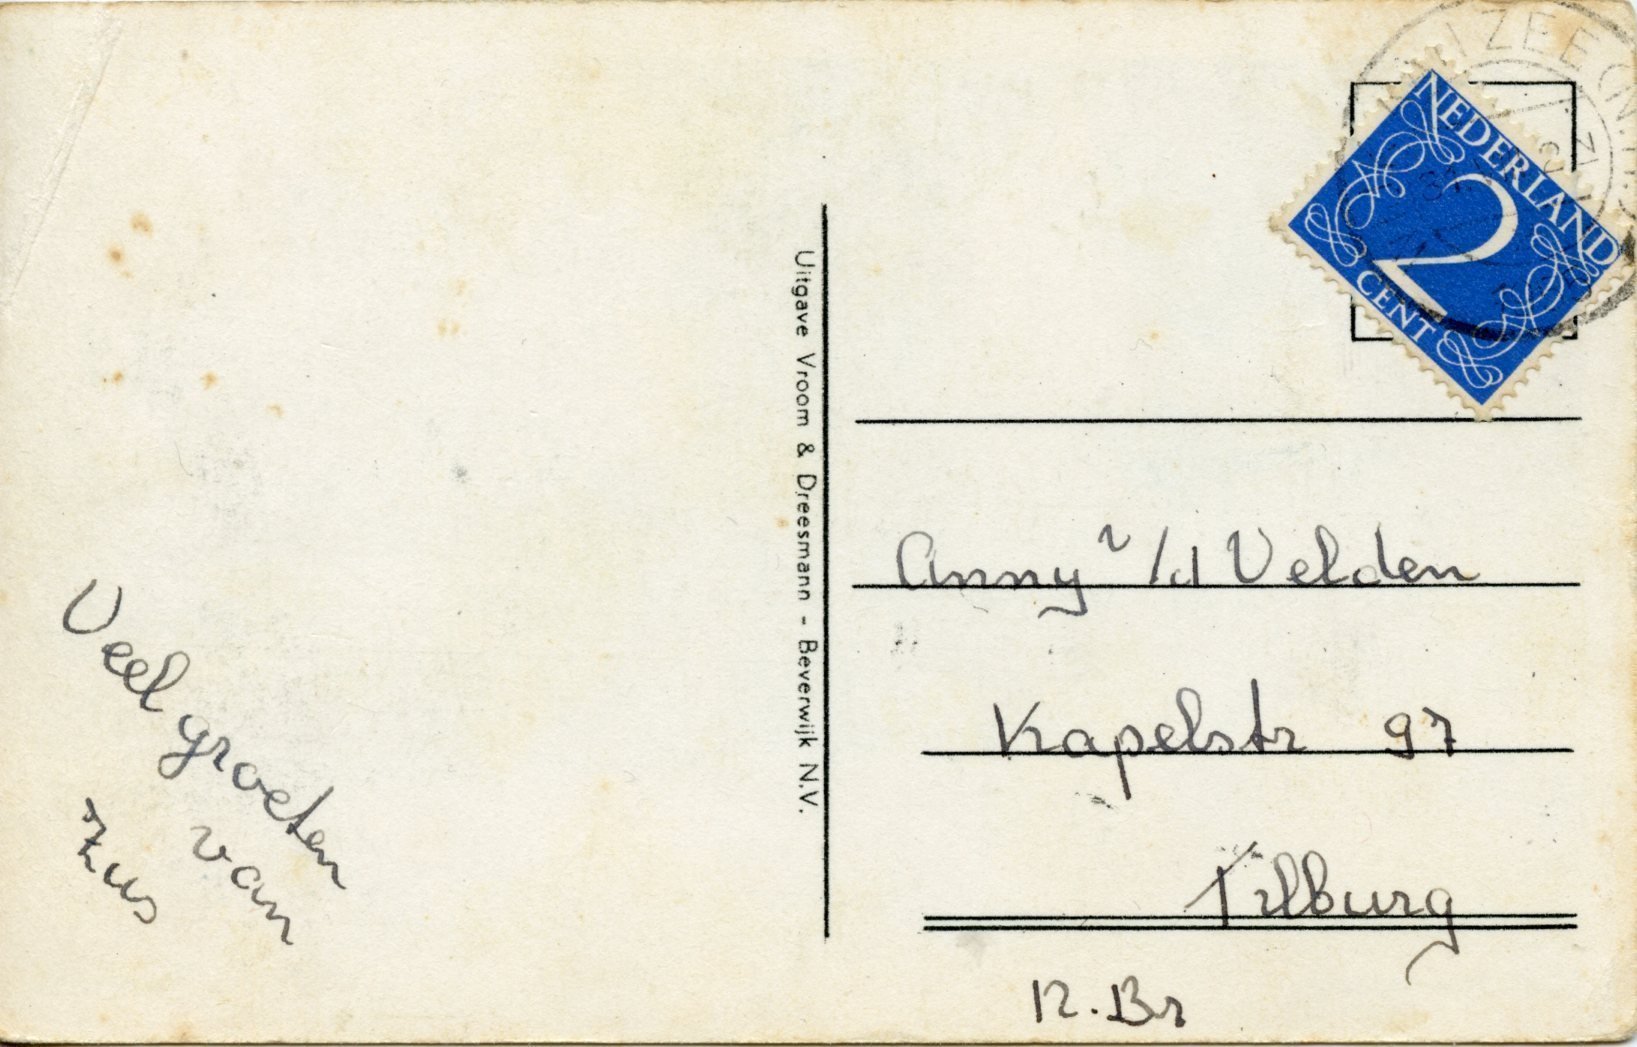 Veel groeten
van
zus
Uitgave Vroom & Dreesmann - Beverwijk N.V.
NEDERLAND
2
CENT
Anny v/d Velden
Kapelstr 97
Tilburg
N.Br